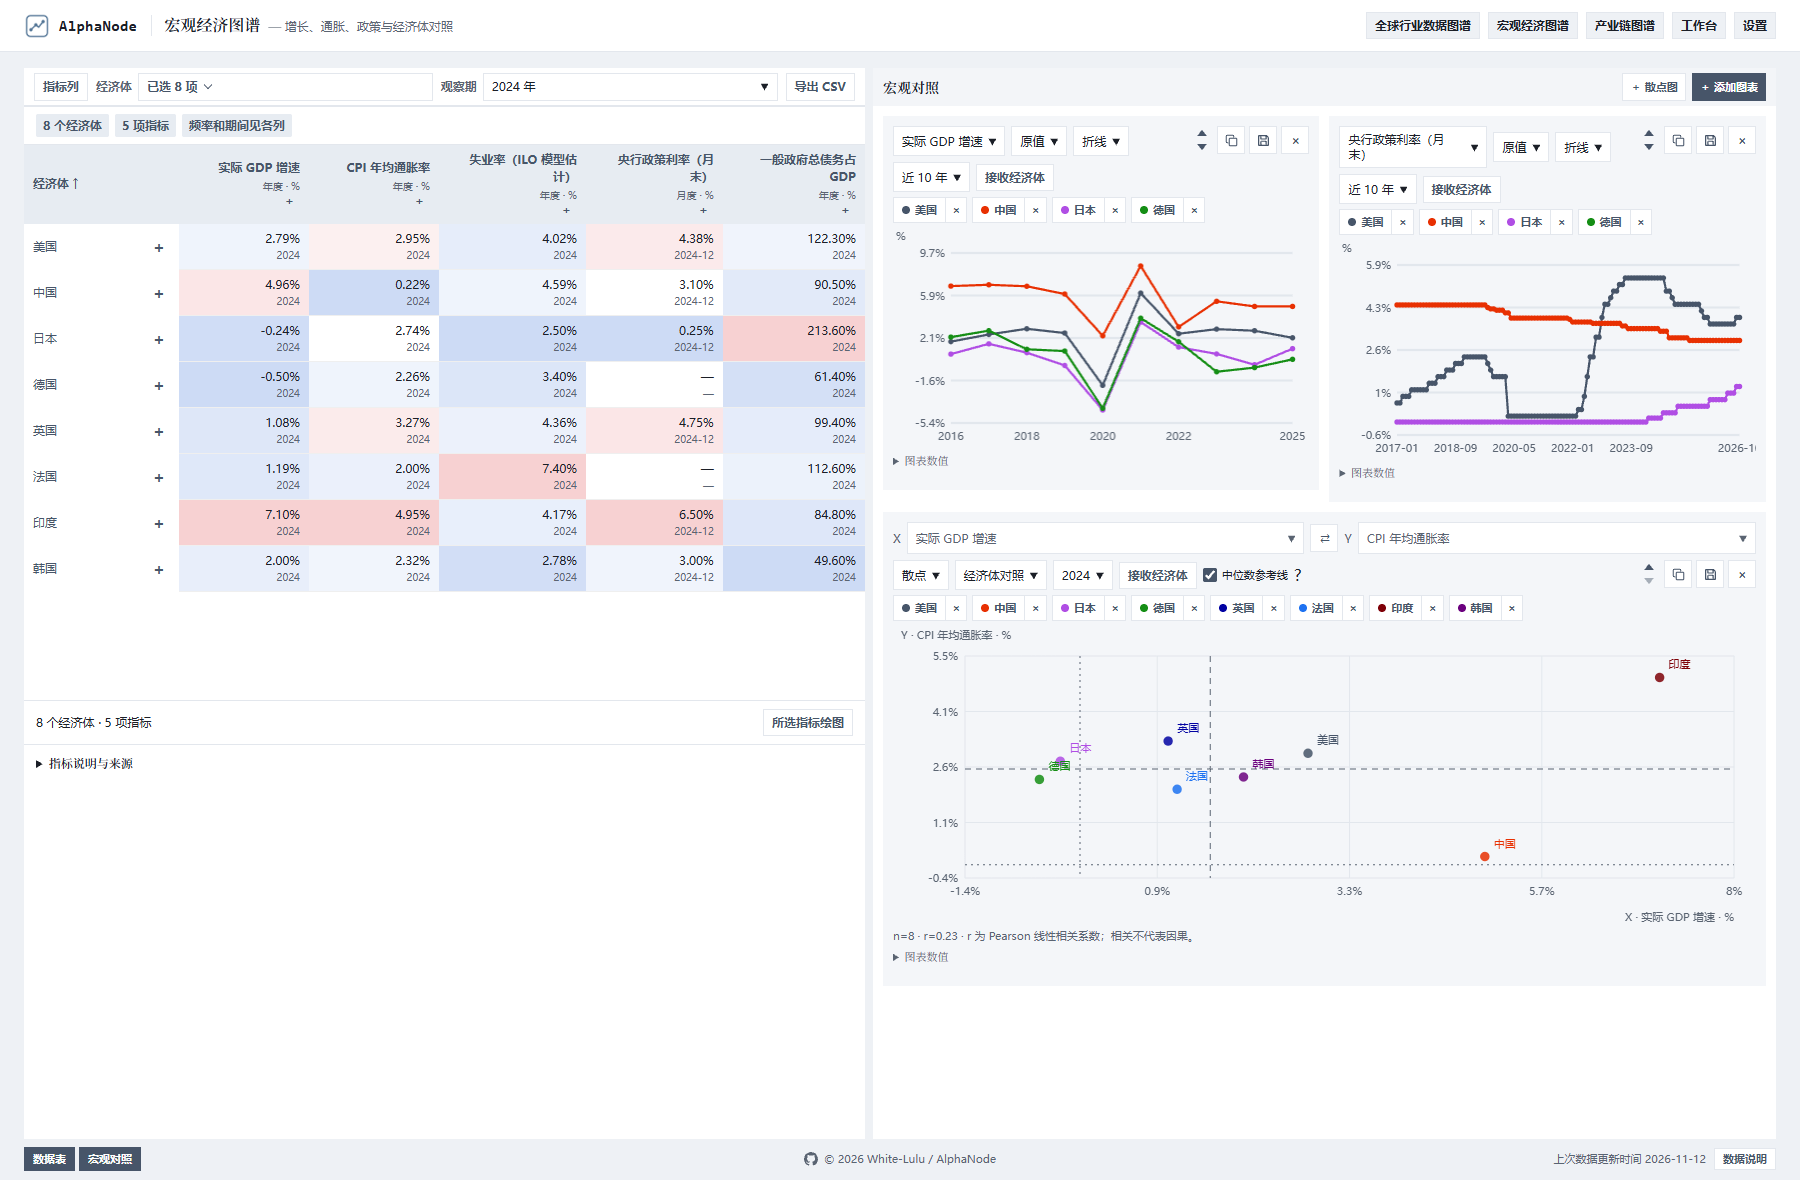 AlphaNode 宏观经济图谱 — 增长、通胀、政策与经济体对照
全球行业数据图谱 宏观经济图谱 产业链图谱 工作台 设置
指标列 经济体 已选 8 项 观察期 2024 年 ▼ 导出 CSV
8 个经济体 5 项指标 频率和期间见各列
经济体 ↑
实际 GDP 增速
年度 · %
+
CPI 年均通胀率
年度 · %
+
失业率（ILO 模型估
计）
年度 · %
+
央行政策利率（月
末）
月度 · %
+
一般政府总债务占
GDP
年度 · %
+
美国 + 2.79% 2.95% 4.02% 4.38% 122.30%
2024 2024 2024 2024-12 2024
中国 + 4.96% 0.22% 4.59% 3.10% 90.50%
2024 2024 2024 2024-12 2024
日本 + -0.24% 2.74% 2.50% 0.25% 213.60%
2024 2024 2024 2024-12 2024
德国 + -0.50% 2.26% 3.40% — 61.40%
2024 2024 2024 — 2024
英国 + 1.08% 3.27% 4.36% 4.75% 99.40%
2024 2024 2024 2024-12 2024
法国 + 1.19% 2.00% 7.40% — 112.60%
2024 2024 2024 — 2024
印度 + 7.10% 4.95% 4.17% 6.50% 84.80%
2024 2024 2024 2024-12 2024
韩国 + 2.00% 2.32% 2.78% 3.00% 49.60%
2024 2024 2024 2024-12 2024
8 个经济体 · 5 项指标 所选指标绘图
▶ 指标说明与来源
宏观对照 + 散点图 + 添加图表
实际 GDP 增速 ▼ 原值 ▼ 折线 ▼ ×
近 10 年 ▼ 接收经济体
美国 × 中国 × 日本 × 德国 ×
%
9.7%
5.9%
2.1%
-1.6%
-5.4%
2016 2018 2020 2022 2025
▶ 图表数值
央行政策利率（月
末） ▼ 原值 ▼ 折线 ▼ ×
近 10 年 ▼ 接收经济体
美国 × 中国 × 日本 × 德国 ×
%
5.9%
4.3%
2.6%
1%
-0.6%
2017-01 2018-09 2020-05 2022-01 2023-09 2026-1
▶ 图表数值
X 实际 GDP 增速 ▼ ⇄ Y CPI 年均通胀率 ▼
散点 ▼ 经济体对照 ▼ 2024 ▼ 接收经济体 中位数参考线 ? ×
美国 × 中国 × 日本 × 德国 × 英国 × 法国 × 印度 × 韩国 ×
Y · CPI 年均通胀率 · %
5.5%
4.1%
2.6%
1.1%
-0.4%
印度
英国
美国
日本
德国
韩国
法国
中国
-1.4% 0.9% 3.3% 5.7% 8%
X · 实际 GDP 增速 · %
n=8 · r=0.23 · r 为 Pearson 线性相关系数；相关不代表因果。
▶ 图表数值
数据表 宏观对照 © 2026 White-Lulu / AlphaNode 上次数据更新时间 2026-11-12 数据说明